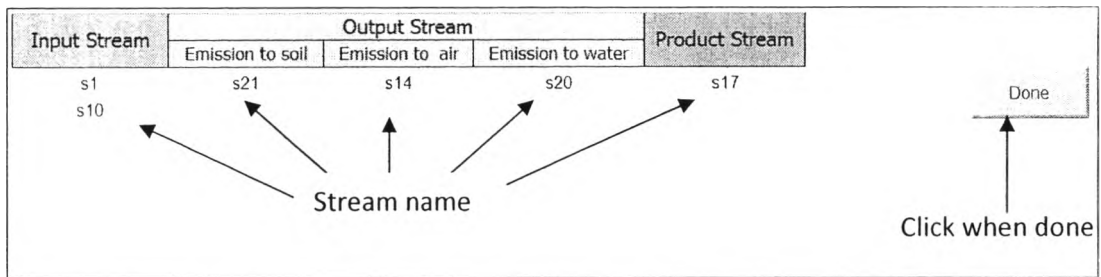 Input Stream Output Stream Product Stream
Emission to soil Emission to air Emission to water
s1 s21 s14 s20 s17
s10
Done
Stream name
Click when done